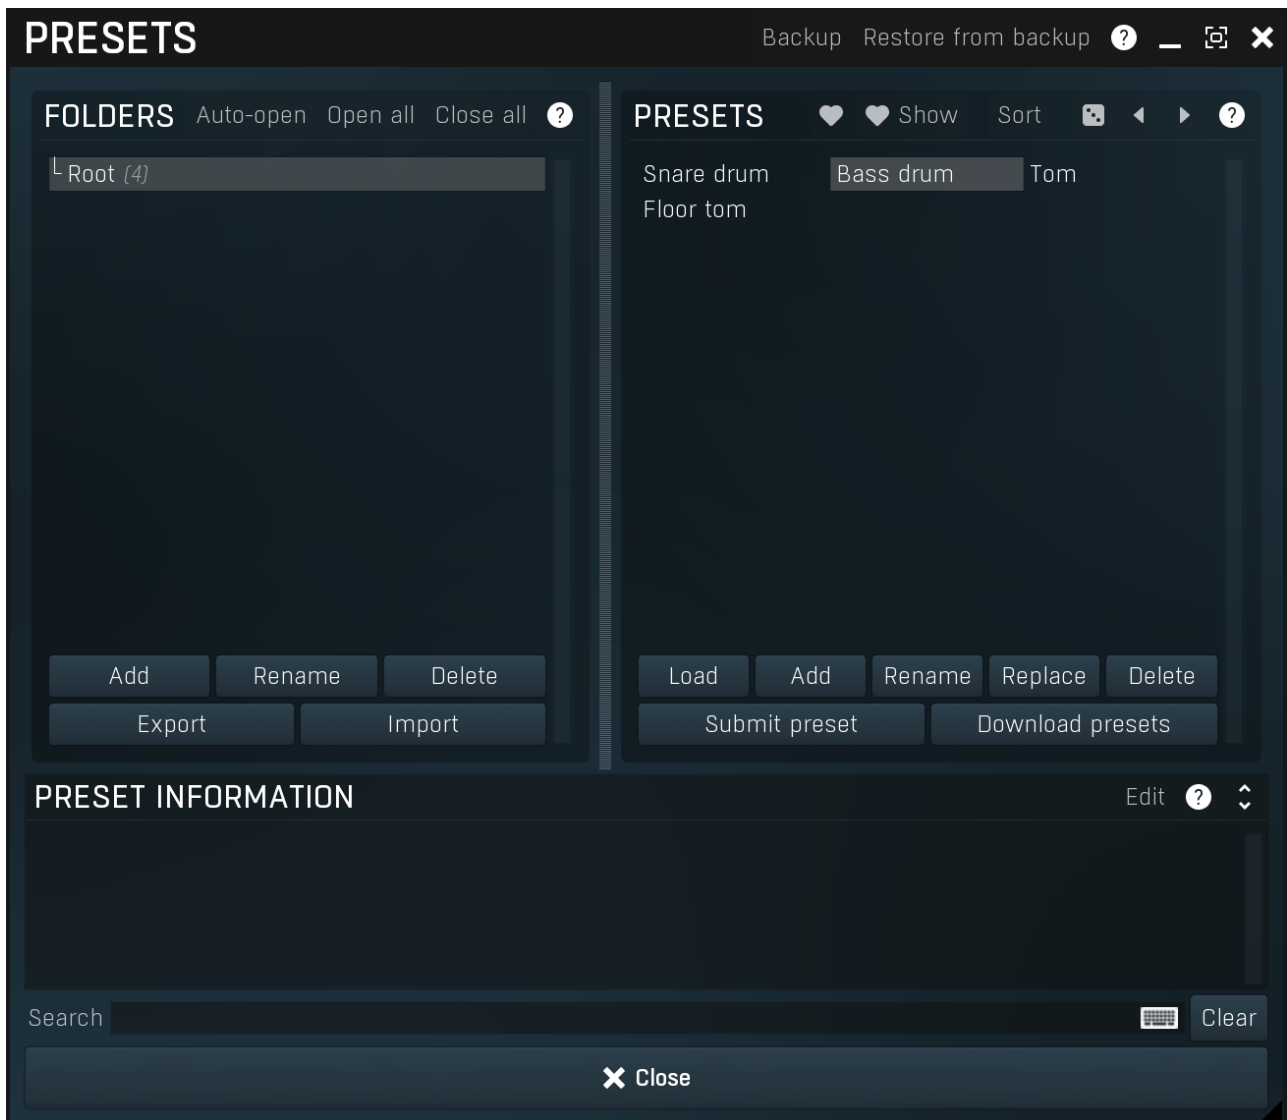 PRESETS Backup Restore from backup ?
FOLDERS Auto-open Open all Close all ?
Root (4)
Add Rename Delete
Export Import
PRESETS Show Sort ?
Snare drum Bass drum Tom
Floor tom
Load Add Rename Replace Delete
Submit preset Download presets
PRESET INFORMATION Edit ?
Search Clear
Close